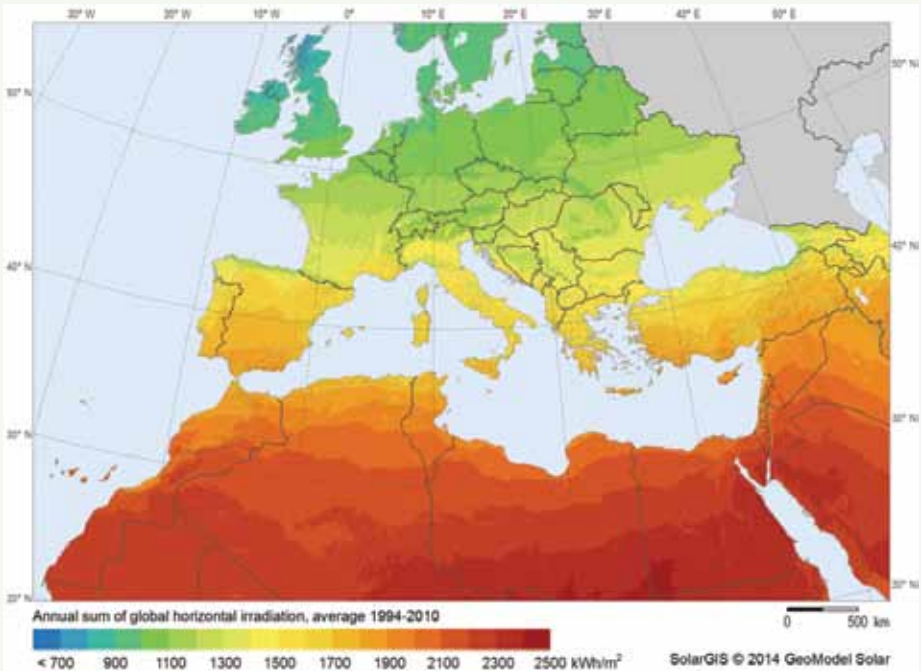 30° W 20° W 10° W 0° 10° E 20° E 30° E 40° E 50° E
50° N
50° N
40° N
40° N
30° N
30° N
20° N
20° N
Annual sum of global horizontal irradiation, average 1994-2010
0 500 km
< 700 900 1100 1300 1500 1700 1900 2100 2300 2500 kWh/m²
SolarGIS © 2014 GeoModel Solar